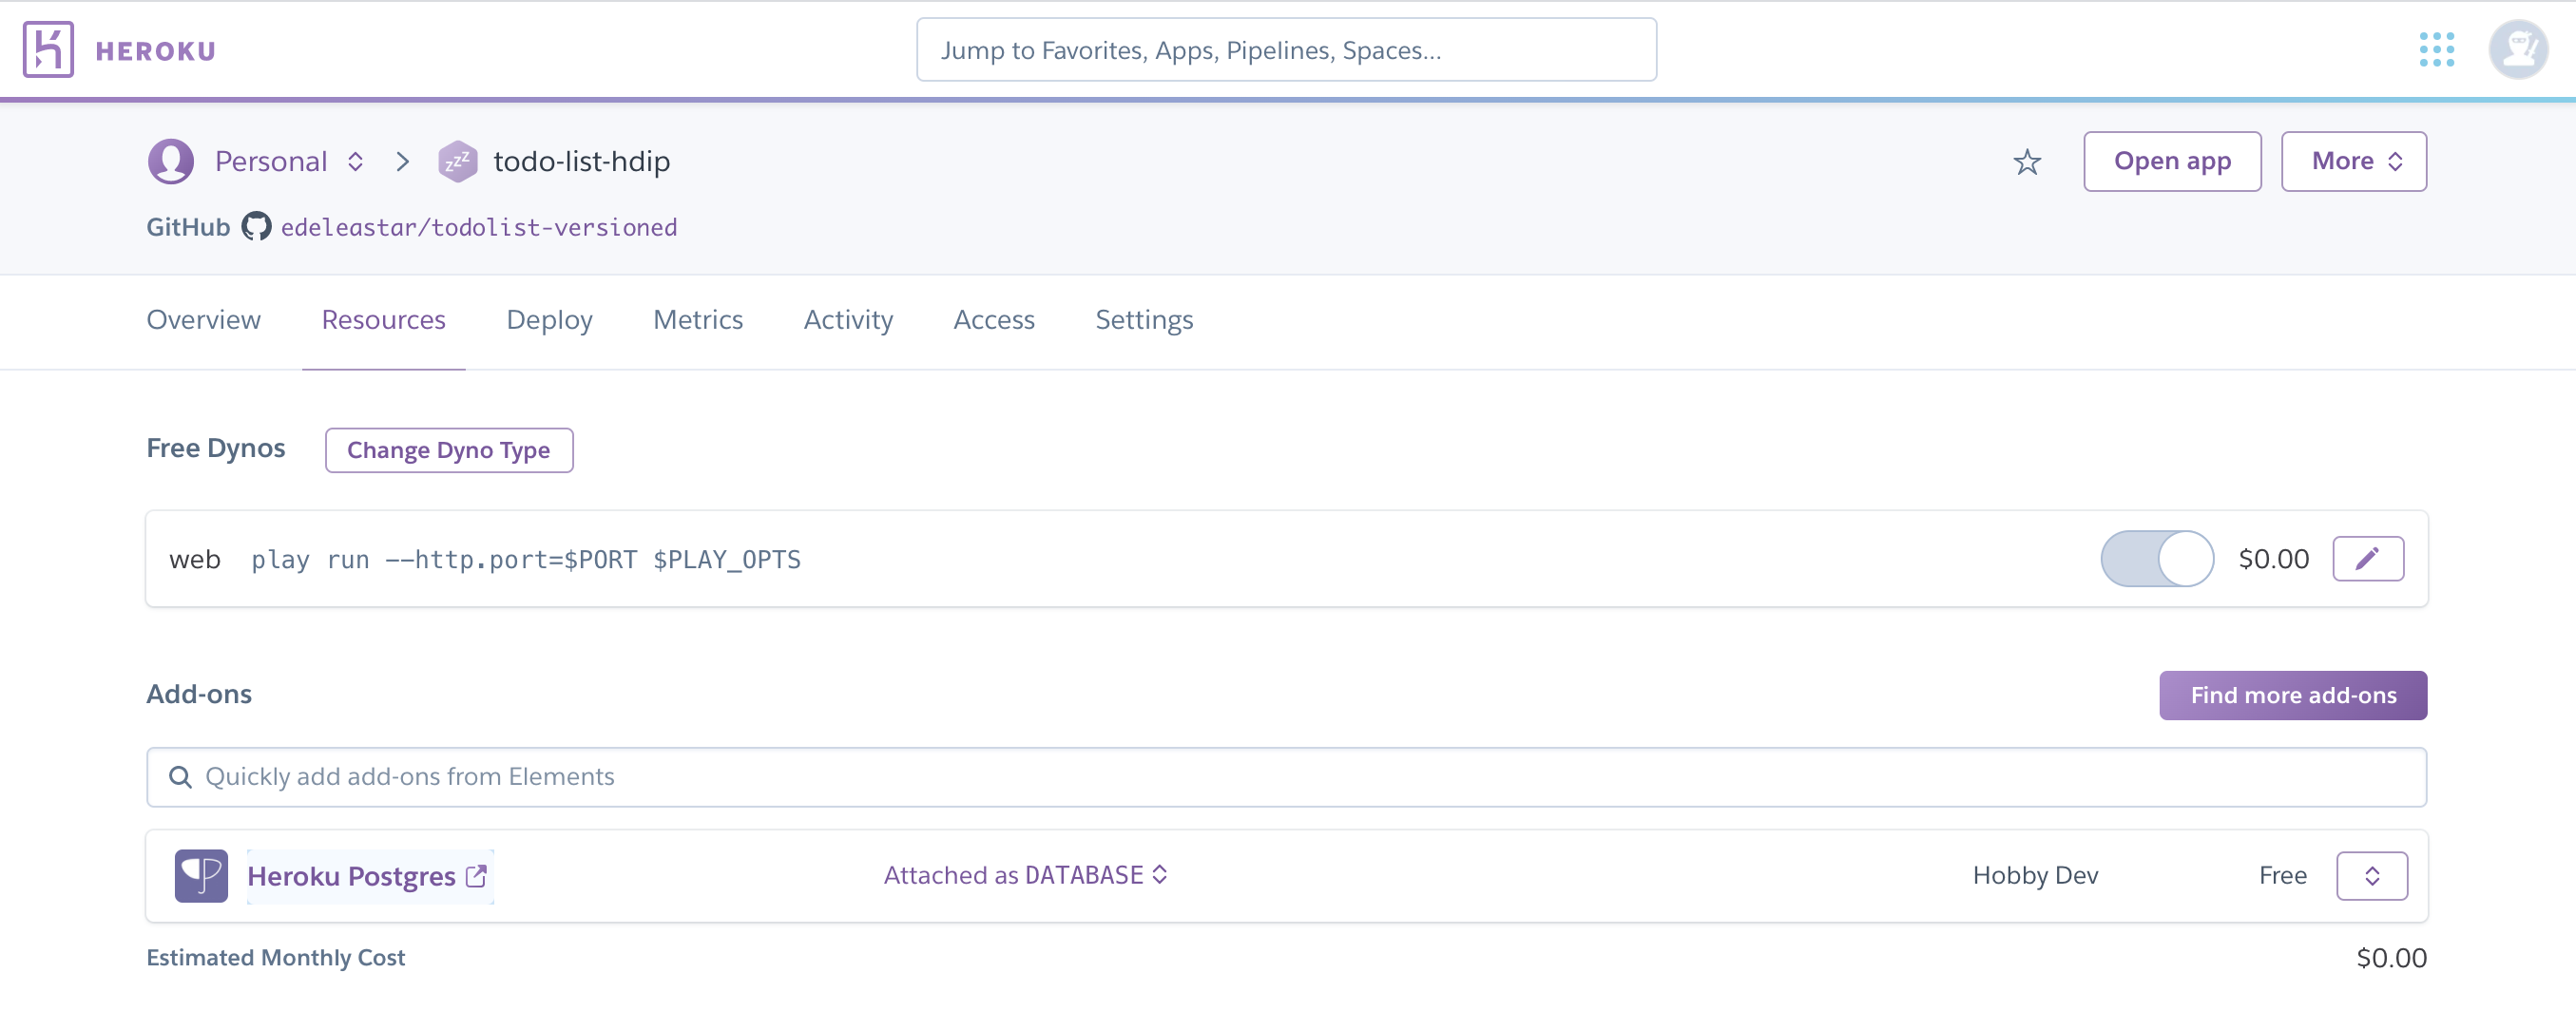 HEROKU
Jump to Favorites, Apps, Pipelines, Spaces...
Personal
zzz
todo-list-hdip
Open app
More
GitHub edeleastar/todolist-versioned
Overview Resources Deploy Metrics Activity Access Settings
Free Dynos
Change Dyno Type
web play run --http.port=$PORT $PLAY_OPTS
$0.00
Add-ons
Find more add-ons
Quickly add add-ons from Elements
Heroku Postgres Attached as DATABASE Hobby Dev Free
Estimated Monthly Cost $0.00